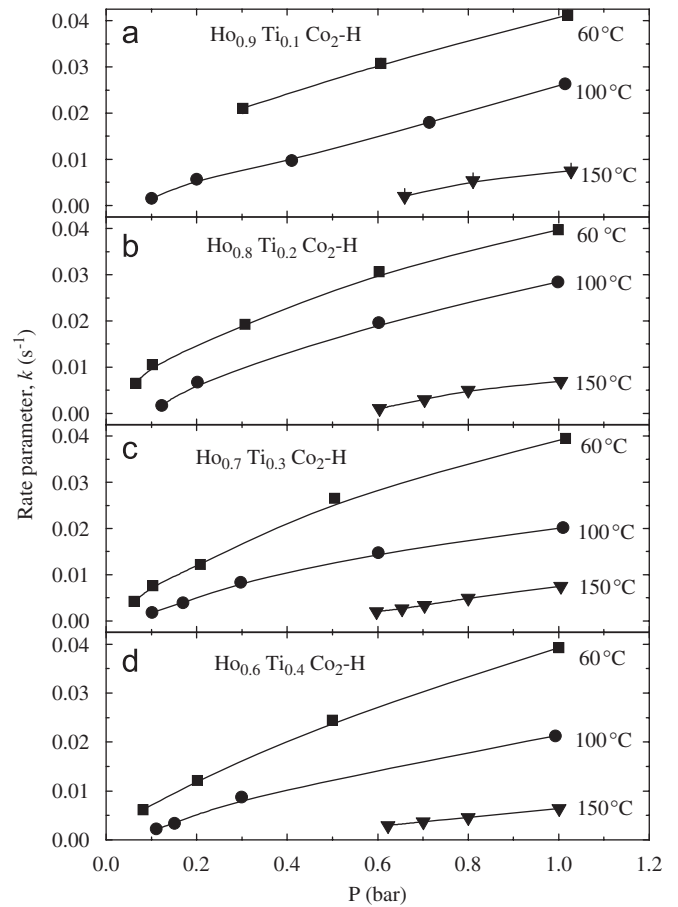 a
Ho0.9 Ti0.1 Co2-H
60 °C
100 °C
150 °C
0.04
0.03
0.02
0.01
0.00
b
Ho0.8 Ti0.2 Co2-H
60 °C
100 °C
150 °C
0.04
0.03
0.02
0.01
0.00
c
Ho0.7 Ti0.3 Co2-H
60 °C
100 °C
150 °C
0.04
0.03
0.02
0.01
0.00
d
Ho0.6 Ti0.4 Co2-H
60 °C
100 °C
150 °C
0.04
0.03
0.02
0.01
0.00
Rate parameter, k (s-1)
0.0 0.2 0.4 0.6 0.8 1.0 1.2
P (bar)